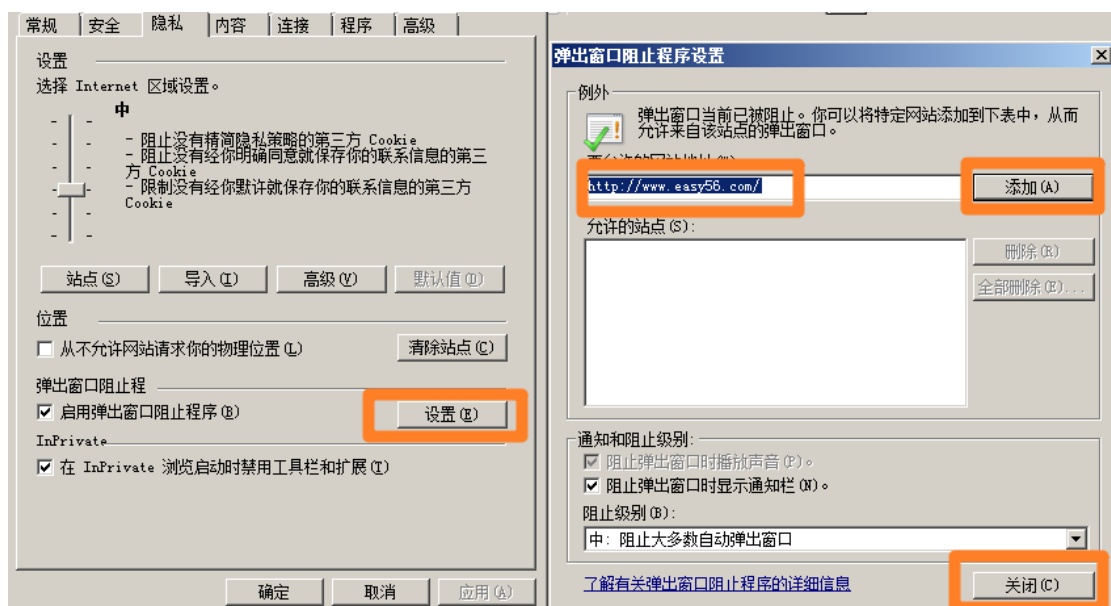 常规
安全
隐私
内容
连接
程序
高级
设置
选择 Internet 区域设置。
中
- 阻止没有精简隐私策略的第三方 Cookie
- 阻止没有经你明确同意就保存你的联系信息的第三
方 Cookie
- 限制没有经你默许就保存你的联系信息的第三方
Cookie
站点(S)
导入(I)
高级(V)
默认值(D)
位置
从不允许网站请求你的物理位置(L)
清除站点(C)
弹出窗口阻止程
启用弹出窗口阻止程序(B)
设置(E)
InPrivate
在 InPrivate 浏览启动时禁用工具栏和扩展(T)
确定
取消
应用(A)
弹出窗口阻止程序设置
例外
弹出窗口当前已被阻止。你可以将特定网站添加到下表中，从而
允许来自该站点的弹出窗口。
要允许的网站地址(W):
http://www.easy56.com/
添加(A)
允许的站点(S):
删除(R)
全部删除(E)...
通知和阻止级别:
阻止弹出窗口时播放声音(P)。
阻止弹出窗口时显示通知栏(N)。
阻止级别(B):
中: 阻止大多数自动弹出窗口
了解有关弹出窗口阻止程序的详细信息
关闭(C)